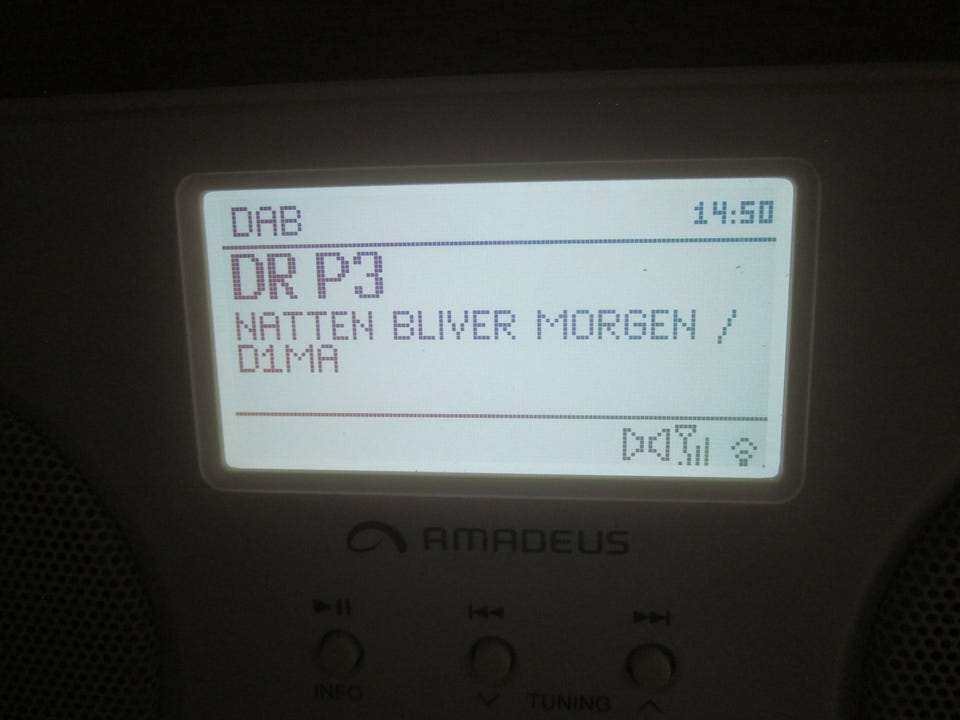 DAB 14:50
DR P3
NATTEN BLIVER MORGEN /
D1MA
AMADEUS
INFO TUNING